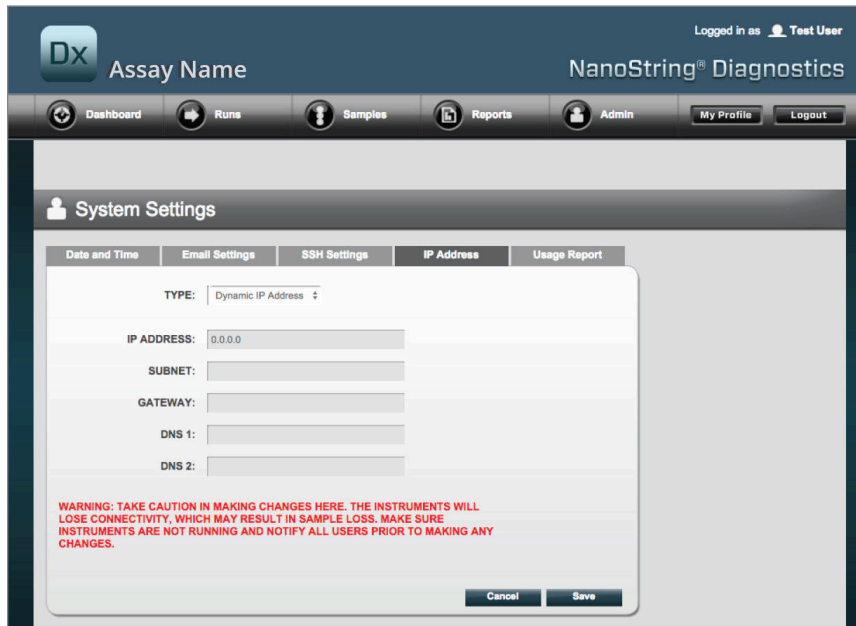 Logged in as Test User
Dx
Assay Name
NanoString® Diagnostics
Dashboard Runs Samples Reports Admin My Profile Logout
System Settings
Date and Time Email Settings SSH Settings IP Address Usage Report
TYPE: Dynamic IP Address
IP ADDRESS: 0.0.0.0
SUBNET:
GATEWAY:
DNS 1:
DNS 2:
WARNING: TAKE CAUTION IN MAKING CHANGES HERE. THE INSTRUMENTS WILL
LOSE CONNECTIVITY, WHICH MAY RESULT IN SAMPLE LOSS. MAKE SURE
INSTRUMENTS ARE NOT RUNNING AND NOTIFY ALL USERS PRIOR TO MAKING ANY
CHANGES.
Cancel Save